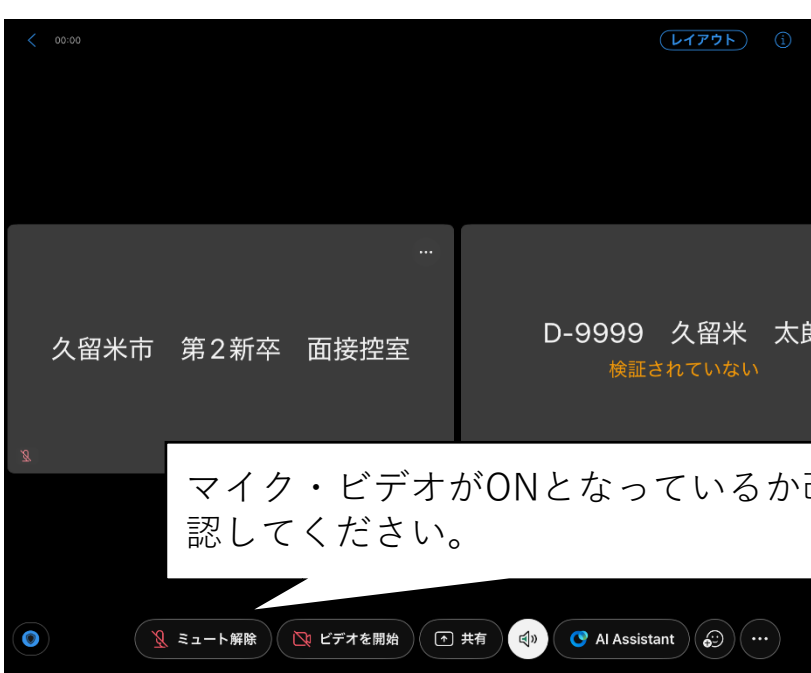 00:00
レイアウト
久留米市 第2新卒 面接控室
D-9999 久留米 太
検証されていない
マイク・ビデオがONとなっているか
認してください。
ミュート解除
ビデオを開始
共有
AI Assistant